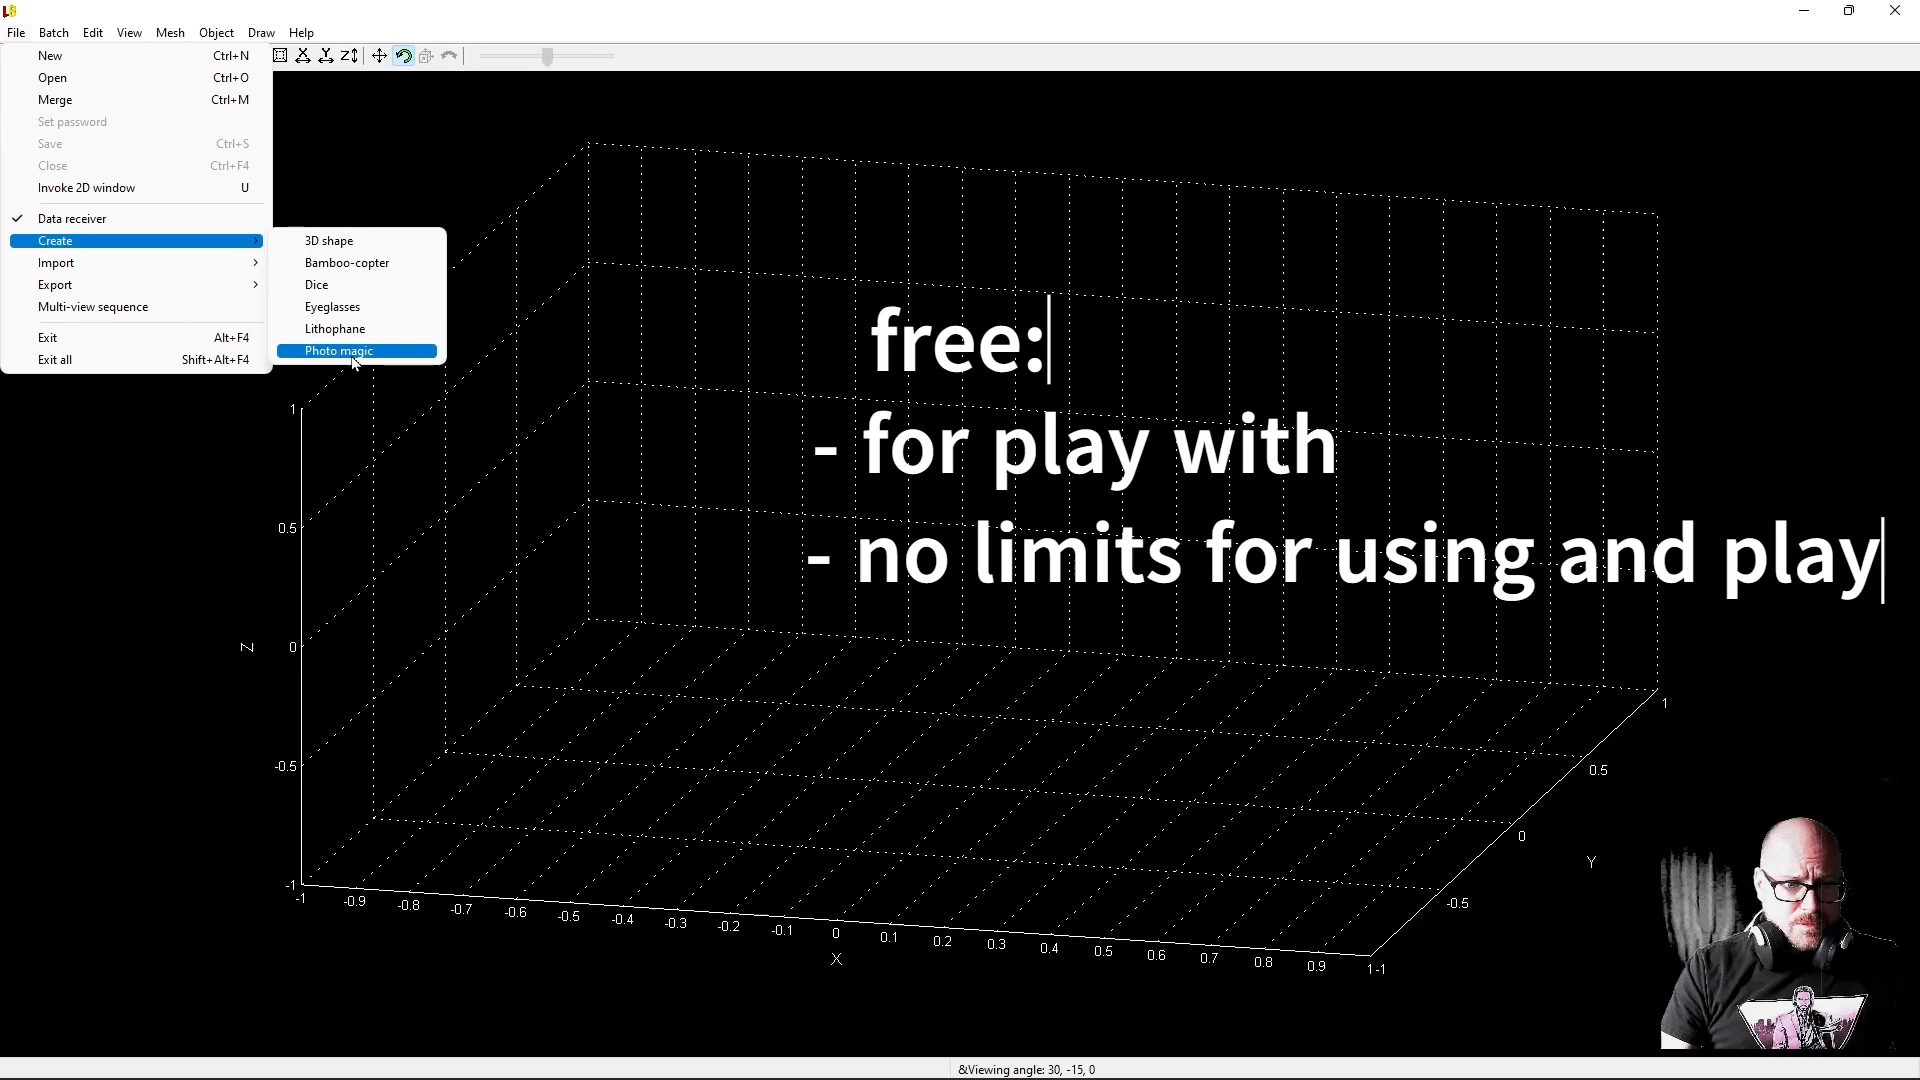 File Batch Edit View Mesh Object Draw Help
New Ctrl+N
Open Ctrl+O
Merge Ctrl+M
Set password
Save Ctrl+S
Close Ctrl+F4
Invoke 2D window U
Data receiver
Create
Import
Export
Multi-view sequence
Exit Alt+F4
Exit all Shift+Alt+F4
3D shape
Bamboo-copter
Dice
Eyeglasses
Lithophane
Photo magic
free:
- for play with
- no limits for using and play
1
0.5
0
-0.5
-1
Z
-1 -0.9 -0.8 -0.7 -0.6 -0.5 -0.4 -0.3 -0.2 -0.1 0 0.1 0.2 0.3 0.4 0.5 0.6 0.7 0.8 0.9 1-1
X
1
0.5
0
-0.5
Y
&Viewing angle: 30, -15, 0